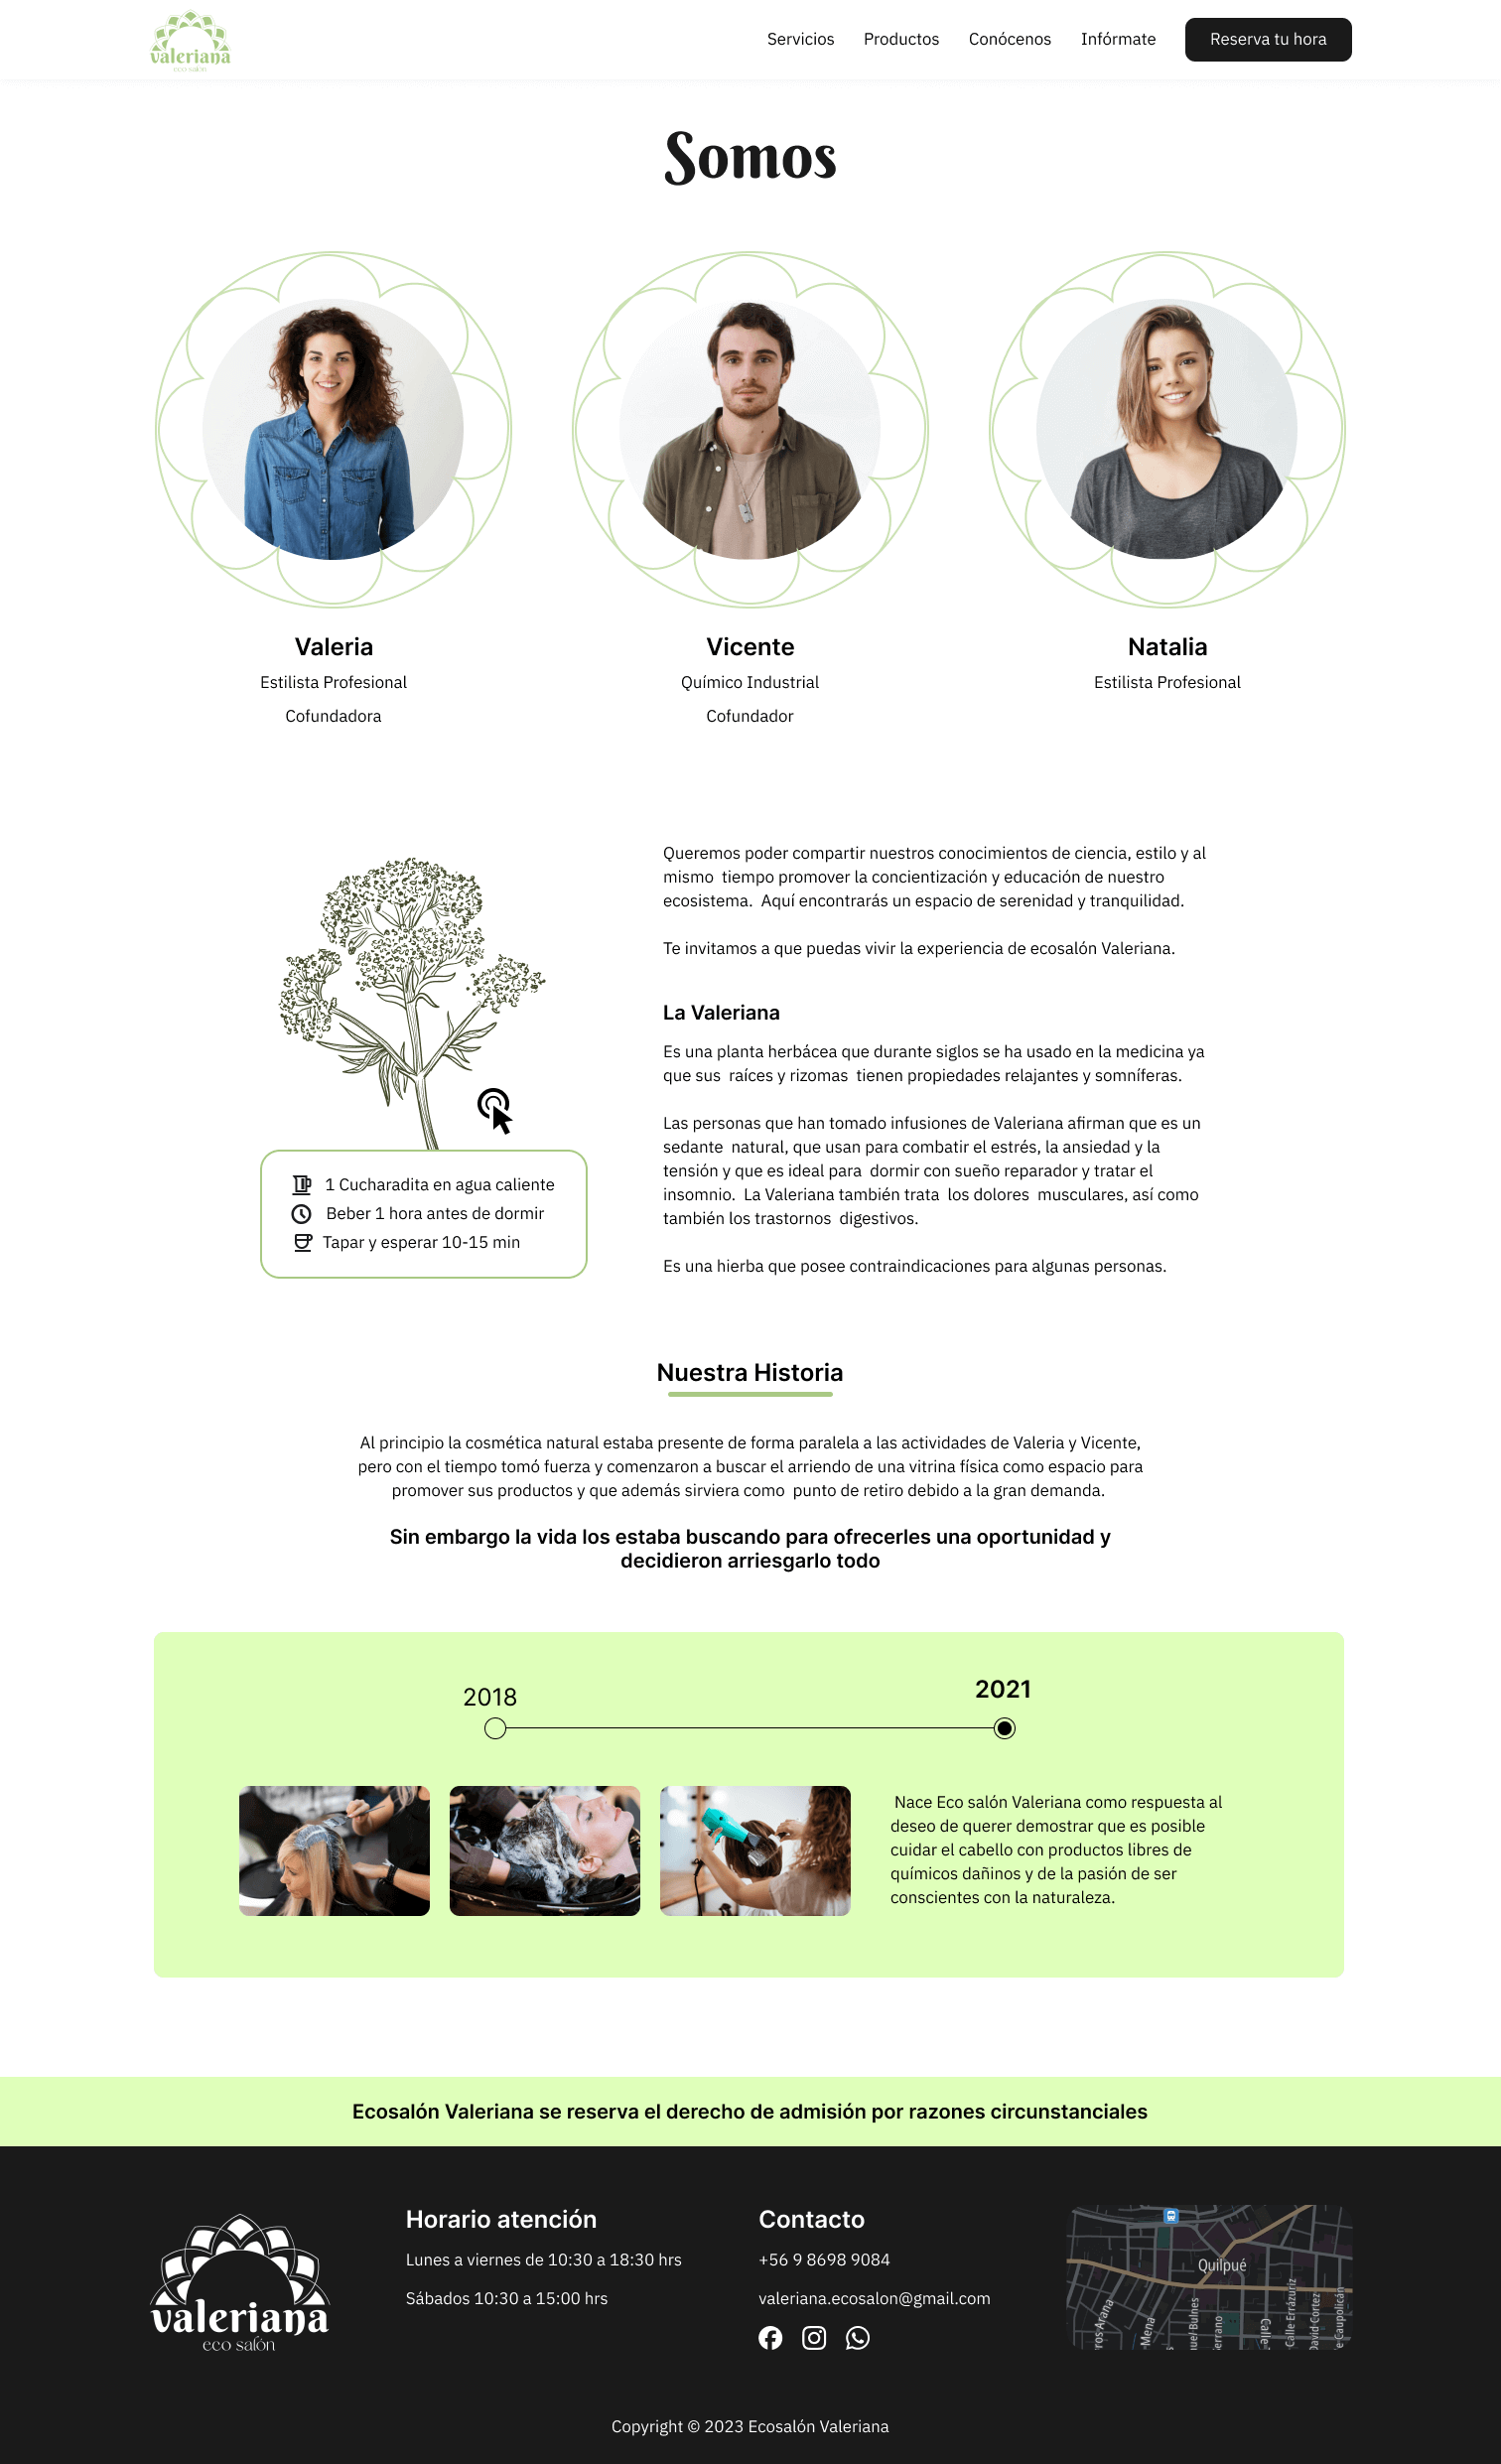 valeriana
eco salón
Servicios
Productos
Conócenos
Infórmate
Reserva tu hora
Somos
Valeria
Estilista Profesional
Cofundadora
Vicente
Químico Industrial
Cofundador
Natalia
Estilista Profesional
Queremos poder compartir nuestros conocimientos de ciencia, estilo y al
mismo tiempo promover la concientización y educación de nuestro
ecosistema. Aquí encontrarás un espacio de serenidad y tranquilidad.
Te invitamos a que puedas vivir la experiencia de ecosalón Valeriana.
La Valeriana
Es una planta herbácea que durante siglos se ha usado en la medicina ya
que sus raíces y rizomas tienen propiedades relajantes y somníferas.
Las personas que han tomado infusiones de Valeriana afirman que es un
sedante natural, que usan para combatir el estrés, la ansiedad y la
tensión y que es ideal para dormir con sueño reparador y tratar el
insomnio. La Valeriana también trata los dolores musculares, así como
también los trastornos digestivos.
Es una hierba que posee contraindicaciones para algunas personas.
1 Cucharadita en agua caliente
Beber 1 hora antes de dormir
Tapar y esperar 10-15 min
Nuestra Historia
Al principio la cosmética natural estaba presente de forma paralela a las actividades de Valeria y Vicente,
pero con el tiempo tomó fuerza y comenzaron a buscar el arriendo de una vitrina física como espacio para
promover sus productos y que además sirviera como punto de retiro debido a la gran demanda.
Sin embargo la vida los estaba buscando para ofrecerles una oportunidad y
decidieron arriesgarlo todo
2018
2021
Nace Eco salón Valeriana como respuesta al
deseo de querer demostrar que es posible
cuidar el cabello con productos libres de
químicos dañinos y de la pasión de ser
conscientes con la naturaleza.
Ecosalón Valeriana se reserva el derecho de admisión por razones circunstanciales
valeriana
eco salón
Horario atención
Lunes a viernes de 10:30 a 18:30 hrs
Sábados 10:30 a 15:00 hrs
Contacto
+56 9 8698 9084
valeriana.ecosalon@gmail.com
Quilpué
Arana
Mena
Bulnes
Serrano
Calle
Calle Errázuriz
David Cortez
Caupolicán
Copyright © 2023 Ecosalón Valeriana